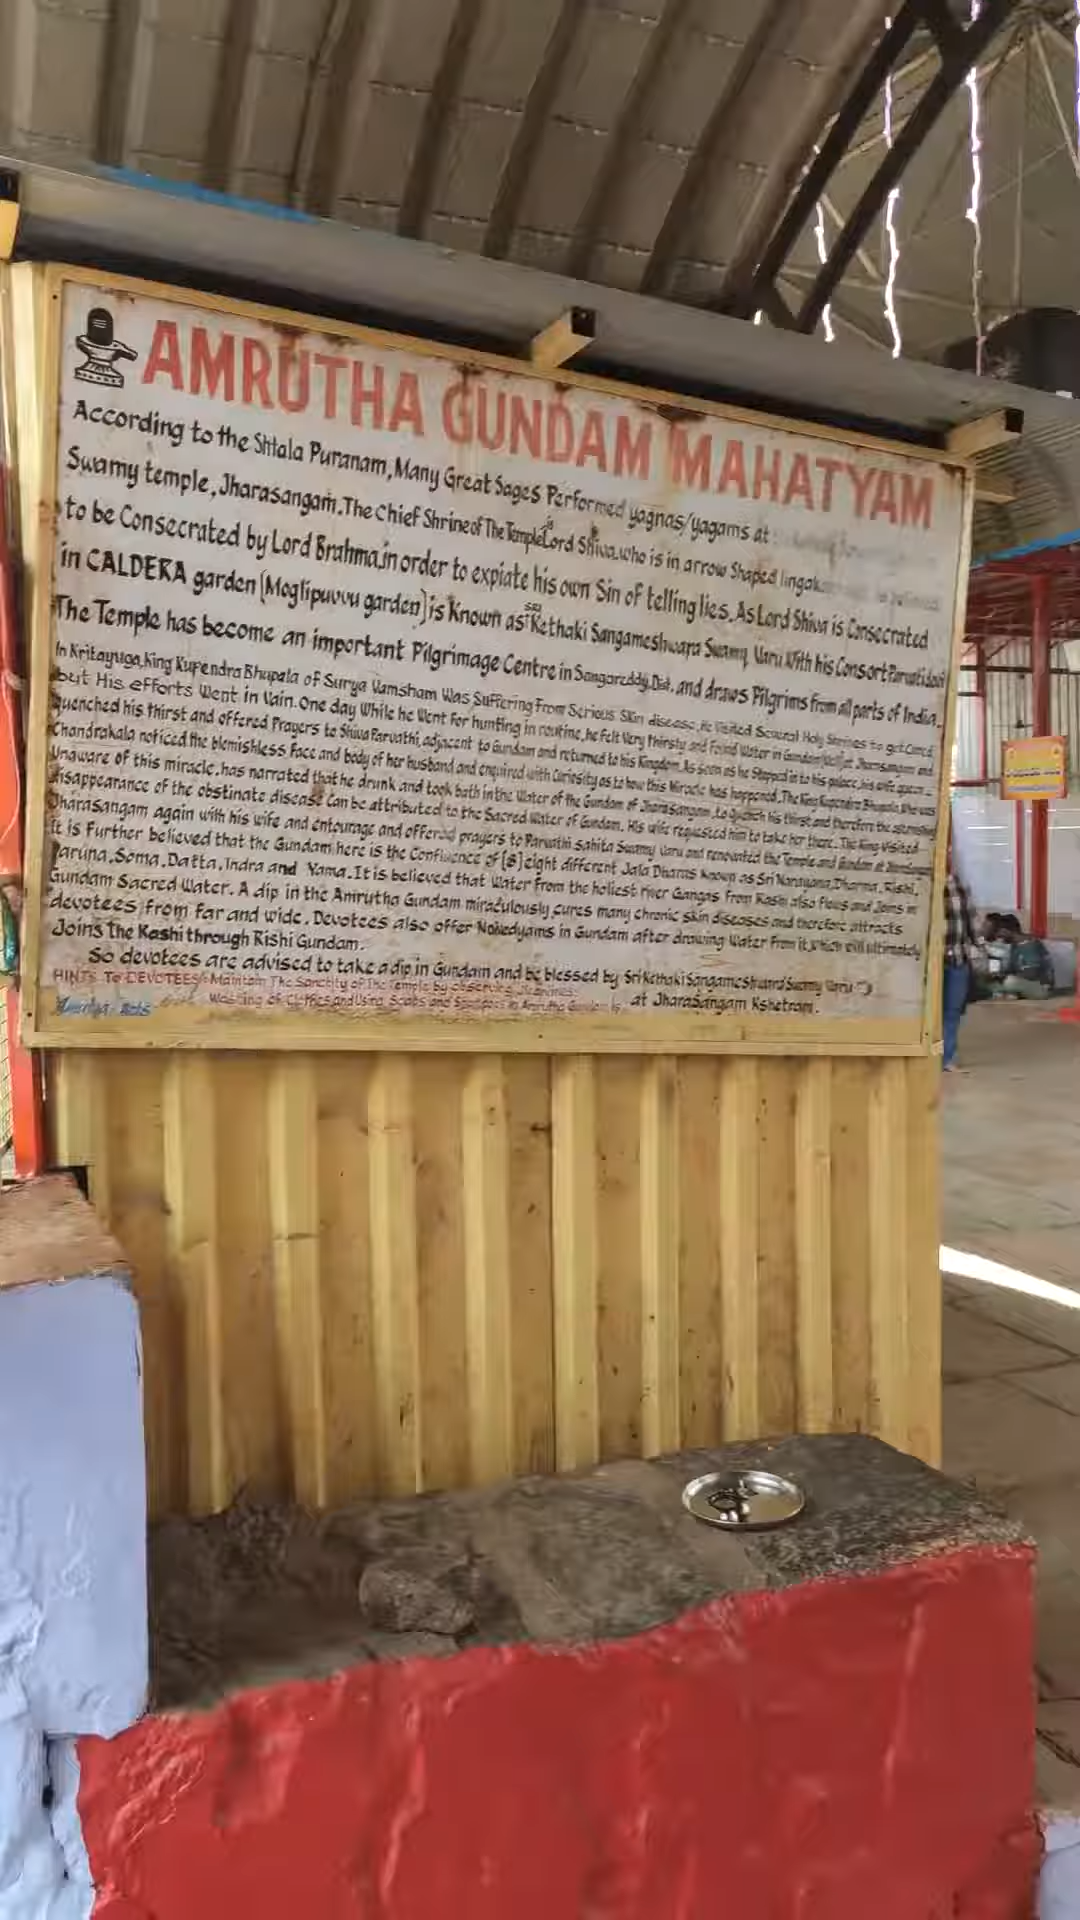 AMRUTHA GUNDAM MAHATYAM
According to the Shtala Puranam, Many Great Sages Performed yagnas/yagams at
Swamy temple, Jharasangam. The Chief Shrine of The Temple is Lord Shiva, who is in arrow Shaped lingakara
to be Consecrated by Lord Brahma, in order to expiate his own Sin of telling lies. As Lord Shiva is Consecrated
in CALDERA garden [Moglipuvvu garden] is Known as Sri Kethaki Sangameshwara Swamy Varu With his Consort Parvati devi
The Temple has become an important Pilgrimage Centre in Sangareddy. Dist. and draws Pilgrims from all parts of India.
In Kritayuga, King Kupendra Bhupala of Surya Vamsham Was Suffering From Serious Skin disease. He Visited Several Holy Shrines to get Cured
but His efforts Went in Vain. One day While he Went For hunting in routine, he Felt Very Thirsty and Found Water in Gundam at Jharasangam and
quenched his thirst and offered Prayers to Shiva Parvathi, adjacent to Gundam and returned to his Kingdom. As soon as he Stopped in to his palace, his wife queen
Chandrakala noticed the blemishless Face and body of her husband and enquired with Curiosity as to how this Miracle has happened. The King Kupendra Bhupala Who was
Unaware of this miracle, has narrated that he drunk and took bath in the Water of the Gundam of Jharasangam, to quench his thirst and therefore the
disappearance of the obstinate disease can be attributed to the Sacred Water of Gundam. His wife requested him to take her there. The King Visited
Jharasangam again with his wife and entourage and offered prayers to Parvathi Sahita Swamy Varu and renovated the Temple and Gundam at
It is Further believed that the Gundam here is the Confluence of [8] eight different Jala Dharas Known as Sri Narayana, Dharma, Rishi,
Varuna, Soma, Datta, Indra and Yama. It is believed that Water From the holiest river Gangas From Kashi also Flows and Joins in
Gundam Sacred Water. A dip in the Amrutha Gundam miraculously cures many chronic skin diseases and therefore attracts
devotees from far and wide. Devotees also offer Nakedyams in Gundam after drawing Water From it, which will ultimately
Joins The Kashi through Rishi Gundam.
So devotees are advised to take a dip in Gundam and be blessed by Sri Kethaki Sangameshwara Swamy Varu
at Jharasangam Kshetram.
HINTS To DEVOTEES: Maintain The Sanctity of The Temple by observing
Washing of Clothes and Using Soaps and in Amrutha Gundam is